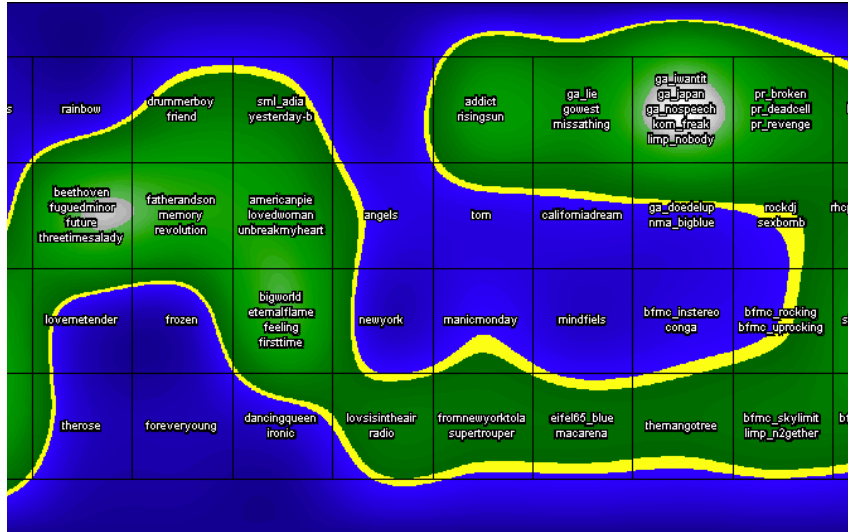 s
rainbow
drummerboy
friend
sml_adia
yesterday-b
addict
risingsun
ga_lie
gowest
missathing
ga_iwantit
ga_japan
ga_nospeech
korn_freak
limp_nobody
pr_broken
pr_deadcell
pr_revenge
beethoven
fuguedminor
future
threetimesalady
fatherandson
memory
revolution
americanpie
lovedwoman
unbreakmyheart
angels
tom
californiadream
ga_doedelup
nma_bigblue
rockdj
sexbomb
rhcp
lovemetender
frozen
bigworld
eternalflame
feeling
firsttime
newyork
manicmonday
mindfiels
bfmc_instereo
conga
bfmc_rocking
bfmc_uprocking
s
therose
foreveryoung
dancingqueen
ironic
lovsisintheair
radio
fromnewyorktola
supertrouper
eifel65_blue
macarena
themangotree
bfmc_skylimit
limp_n2gether